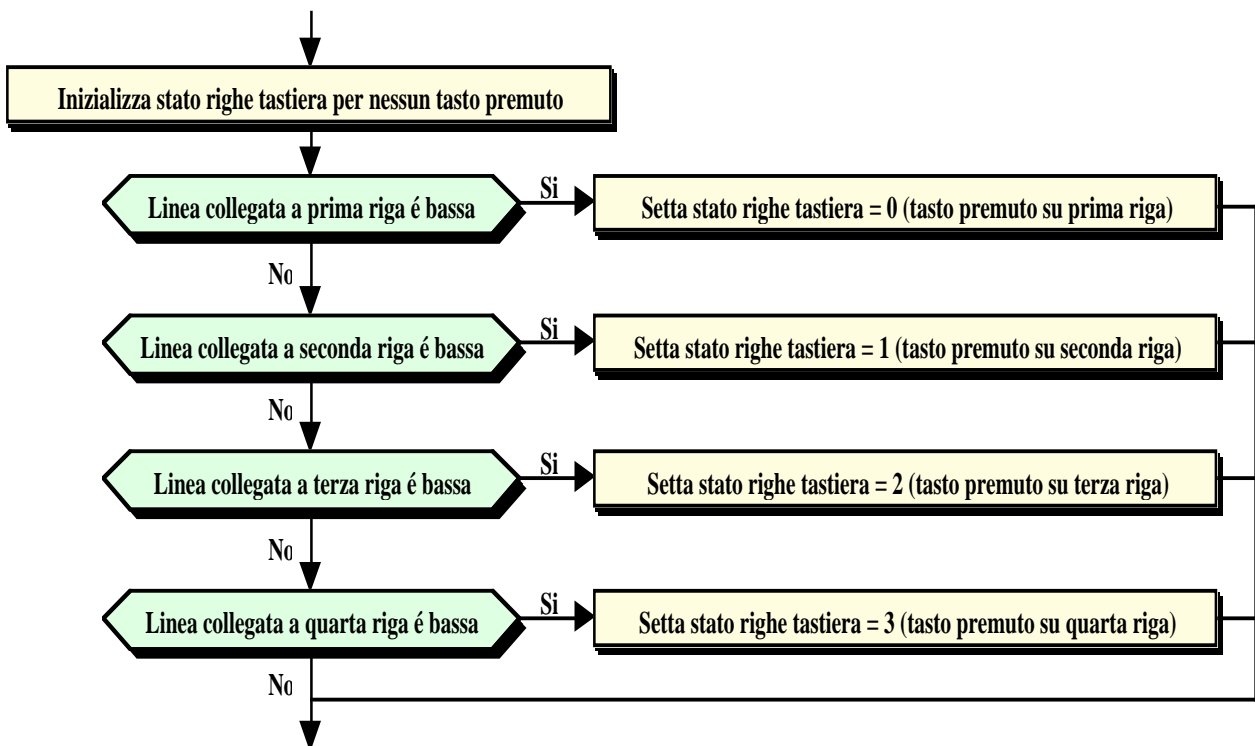 Inizializza stato righe tastiera per nessun tasto premuto
Linea collegata a prima riga é bassa
Si
Setta stato righe tastiera = 0 (tasto premuto su prima riga)
No
Linea collegata a seconda riga é bassa
Si
Setta stato righe tastiera = 1 (tasto premuto su seconda riga)
No
Linea collegata a terza riga é bassa
Si
Setta stato righe tastiera = 2 (tasto premuto su terza riga)
No
Linea collegata a quarta riga é bassa
Si
Setta stato righe tastiera = 3 (tasto premuto su quarta riga)
No